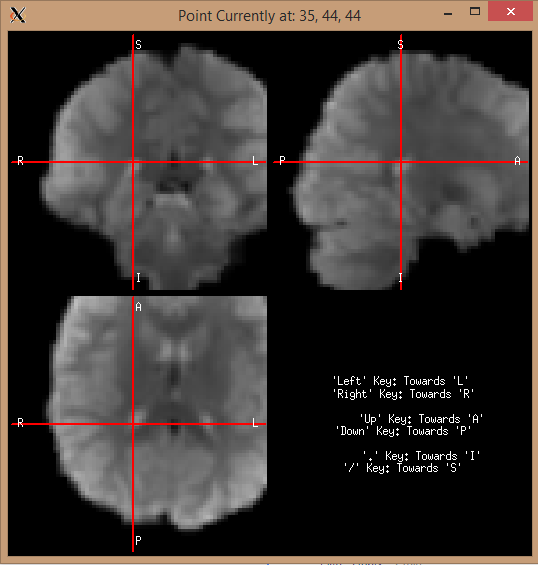 Point Currently at: 35, 44, 44
S
S
R
L
P
A
I
I
A
R
L
P
'Left' Key: Towards 'L'
'Right' Key: Towards 'R'
'Up' Key: Towards 'A'
'Down' Key: Towards 'P'
'.' Key: Towards 'I'
'/' Key: Towards 'S'